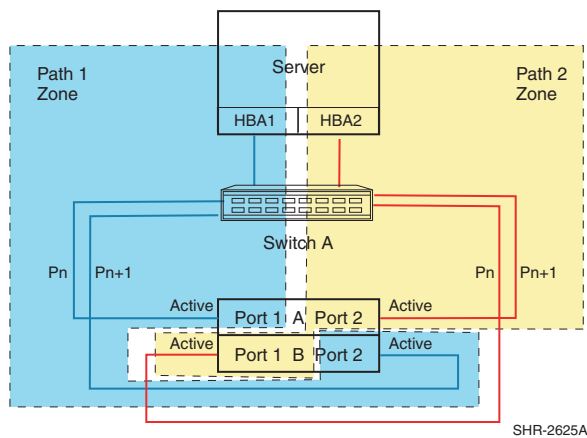 Server
Path 1
Zone
Path 2
Zone
HBA1
HBA2
Switch A
Pn
Pn+1
Pn
Pn+1
Active
Port 1 A Port 2
Active
Active
Port 1 B Port 2
Active
SHR-2625A